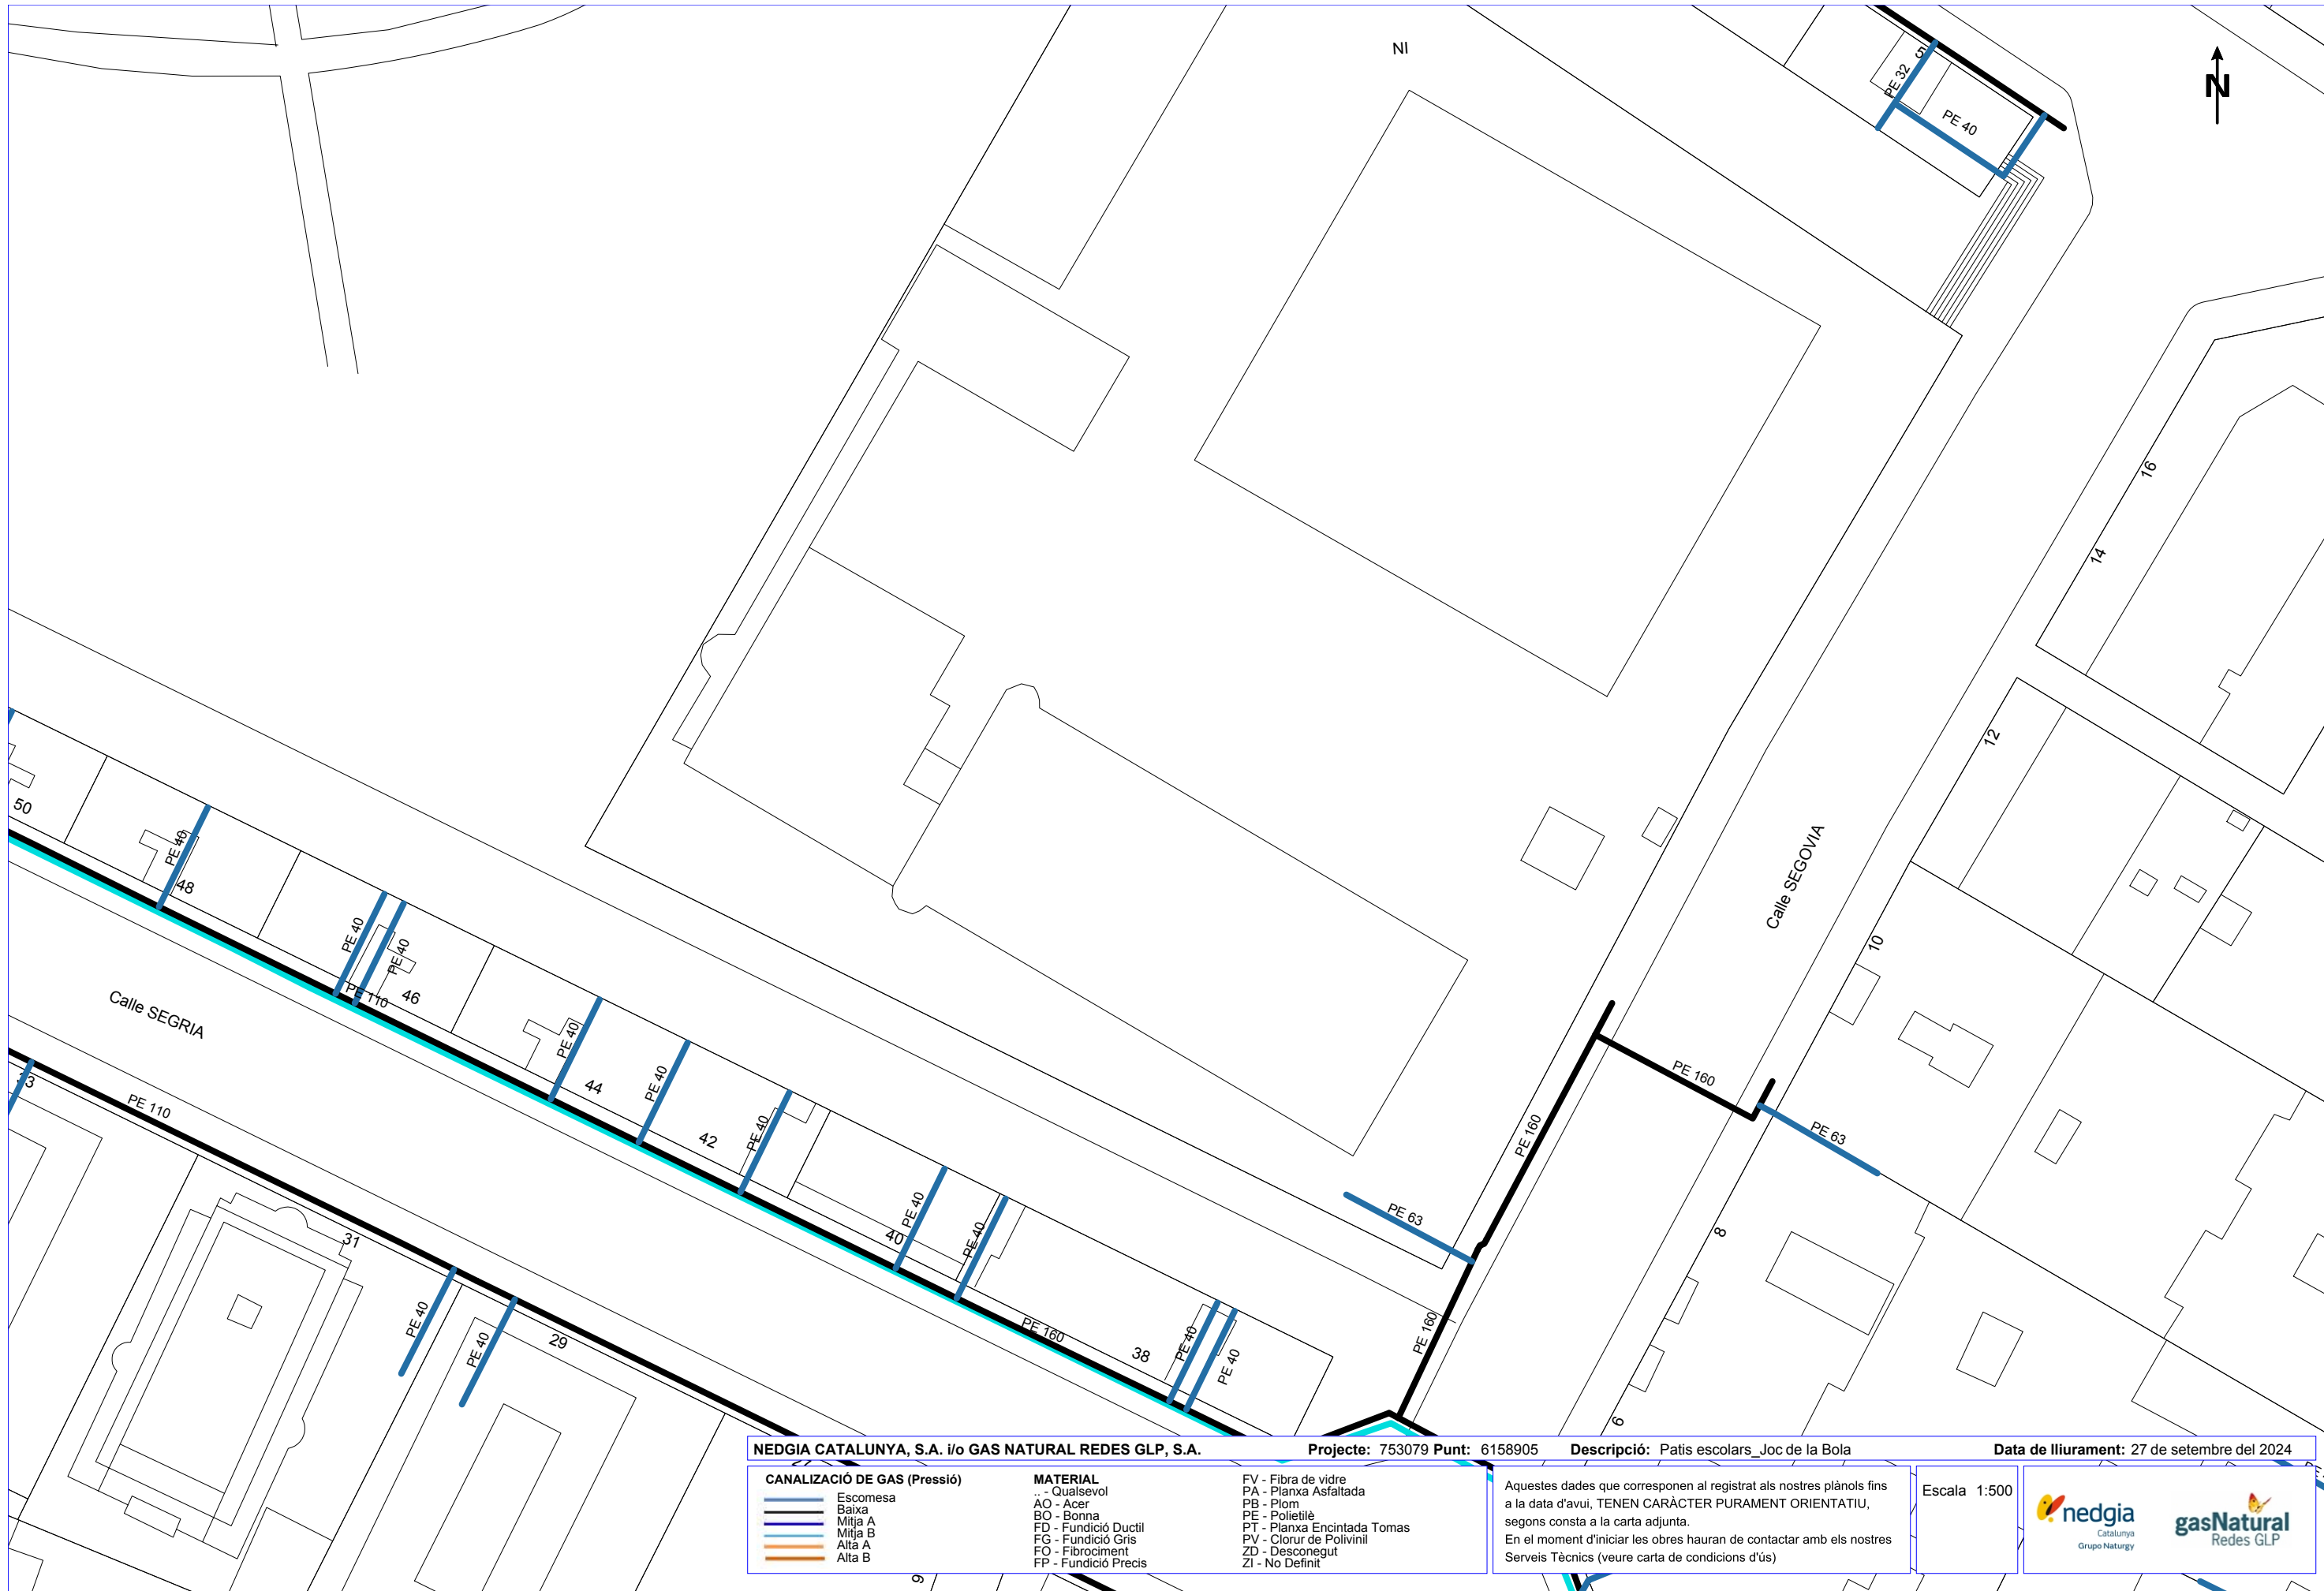 NI
5
PE 32
PE 40
N
16
14
12
Calle SEGOVIA
10
50
PE 40
48
PE 40
PE 40
PE 110
46
Calle SEGRIA
PE 40
44
PE 40
42
PE 40
33
PE 110
PE 160
PE 160
PE 63
PE 63
8
PE 40
40
PE 40
31
PE 40
PE 40
29
PE 160
38
PE 40
PE 40
PE 160
6
NEDGIA CATALUNYA, S.A. i/o GAS NATURAL REDES GLP, S.A. Projecte: 753079 Punt: 6158905 Descripció: Patis escolars_Joc de la Bola Data de lliurament: 27 de setembre del 2024
CANALIZACIÓ DE GAS (Pressió)
Escomesa
Baixa
Mitja A
Mitja B
Alta A
Alta B
MATERIAL
.. - Qualsevol
AO - Acer
BO - Bonna
FD - Fundició Ductil
FG - Fundició Gris
FO - Fibrociment
FP - Fundició Precis
FV - Fibra de vidre
PA - Planxa Asfaltada
PB - Plom
PE - Polietilè
PT - Planxa Encintada Tomas
PV - Clorur de Polivinil
ZD - Desconegut
ZI - No Definit
Aquestes dades que corresponen al registrat als nostres plànols fins
a la data d'avui, TENEN CARÀCTER PURAMENT ORIENTATIU,
segons consta a la carta adjunta.
En el moment d'iniciar les obres hauran de contactar amb els nostres
Serveis Tècnics (veure carta de condicions d'ús)
Escala 1:500
nedgia
Catalunya
Grupo Naturgy
gasNatural
Redes GLP